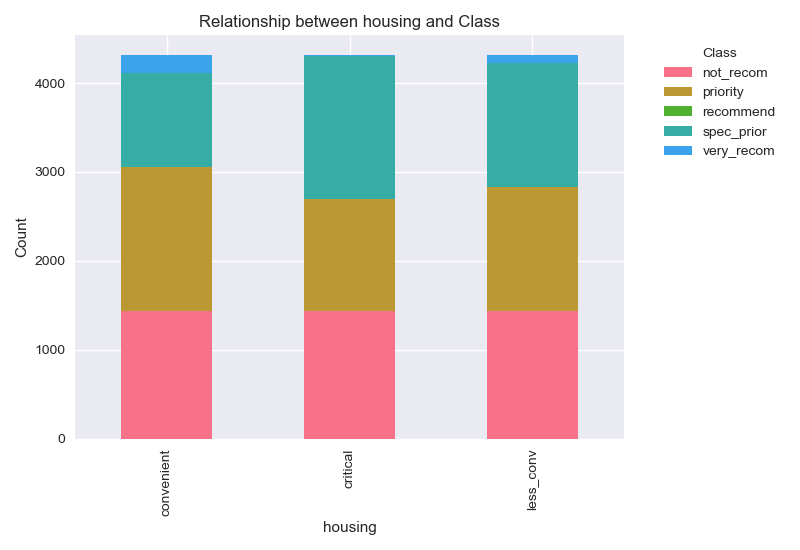 Relationship between housing and Class
Class
not_recom
priority
recommend
spec_prior
very_recom
Count
4000
3000
2000
1000
0
convenient
critical
less_conv
housing